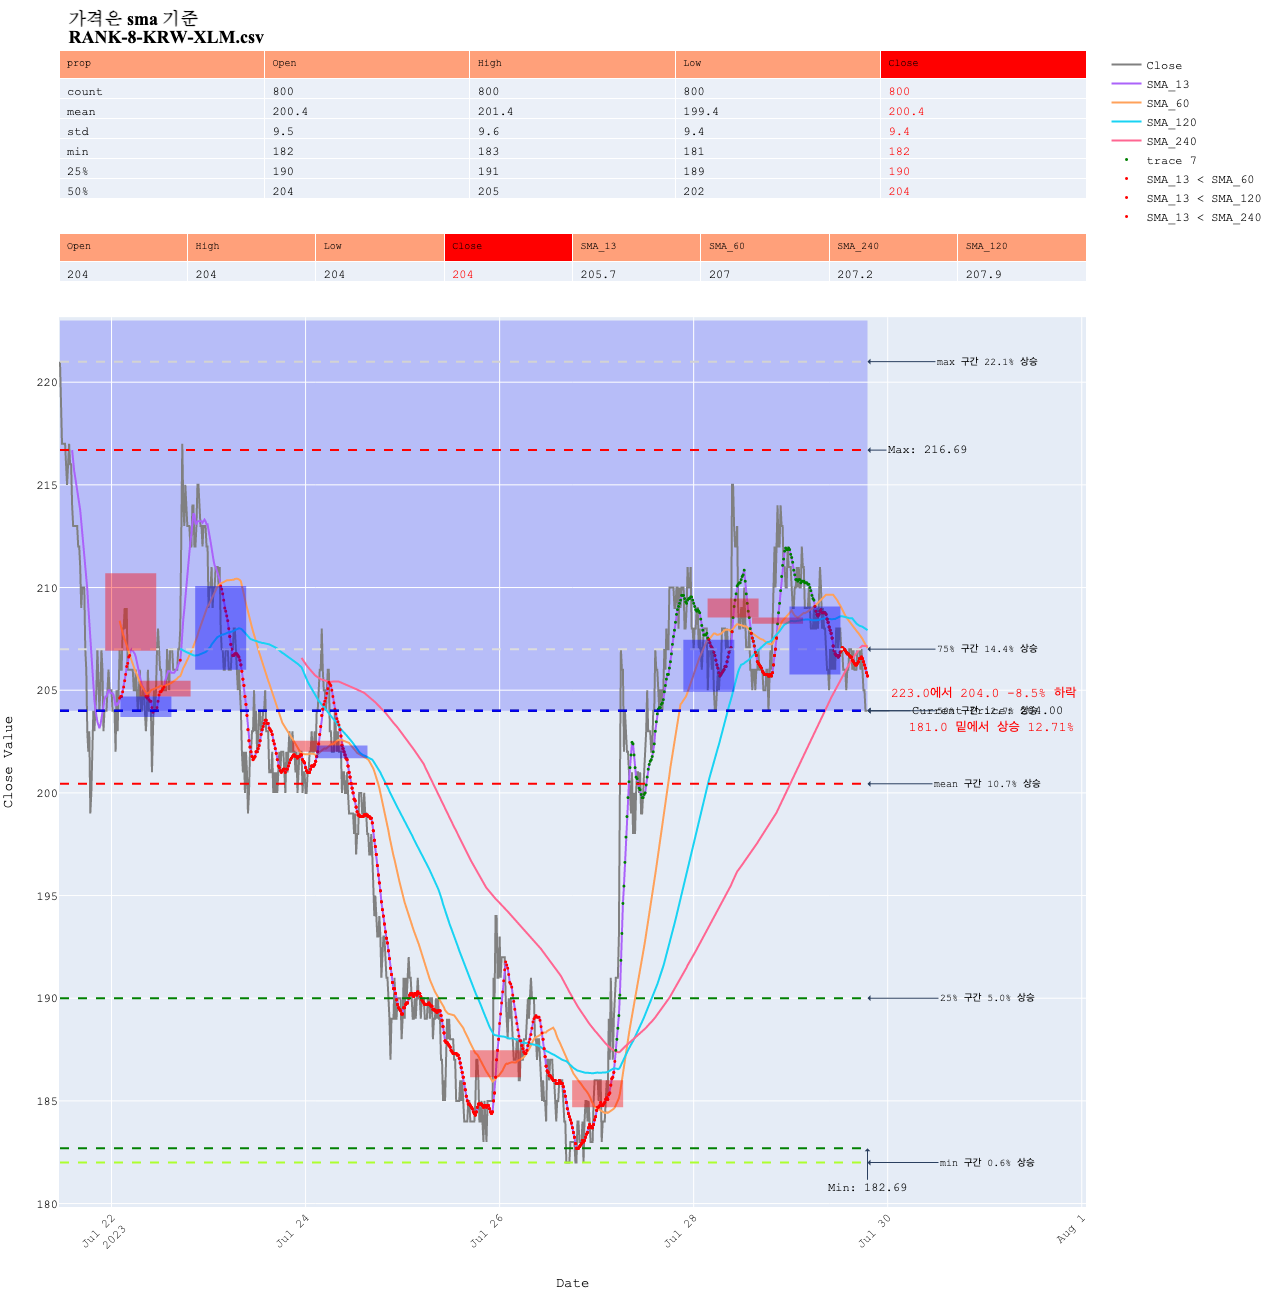 가격은 sma 기준
RANK-8-KRW-XLM.csv
prop Open High Low Close
count 800 800 800 800
mean 200.4 201.4 199.4 200.4
std 9.5 9.6 9.4 9.4
min 182 183 181 182
25% 190 191 189 190
50% 204 205 202 204
Close
SMA_13
SMA_60
SMA_120
SMA_240
trace 7
SMA_13 < SMA_60
SMA_13 < SMA_120
SMA_13 < SMA_240
Open High Low Close SMA_13 SMA_60 SMA_240 SMA_120
204 204 204 204 205.7 207 207.2 207.9
max 구간 22.1% 상승
220
Max: 216.69
215
210
75% 구간 14.4% 상승
205
223.0에서 204.0 -8.5% 하락
181.0 밑에서 상승 12.71%
mean 구간 10.7% 상승
200
195
190
25% 구간 5.0% 상승
185
min 구간 0.6% 상승
Min: 182.69
180
Jul 22
2023
Jul 24
Jul 26
Jul 28
Jul 30
Aug 1
Close Value
Date